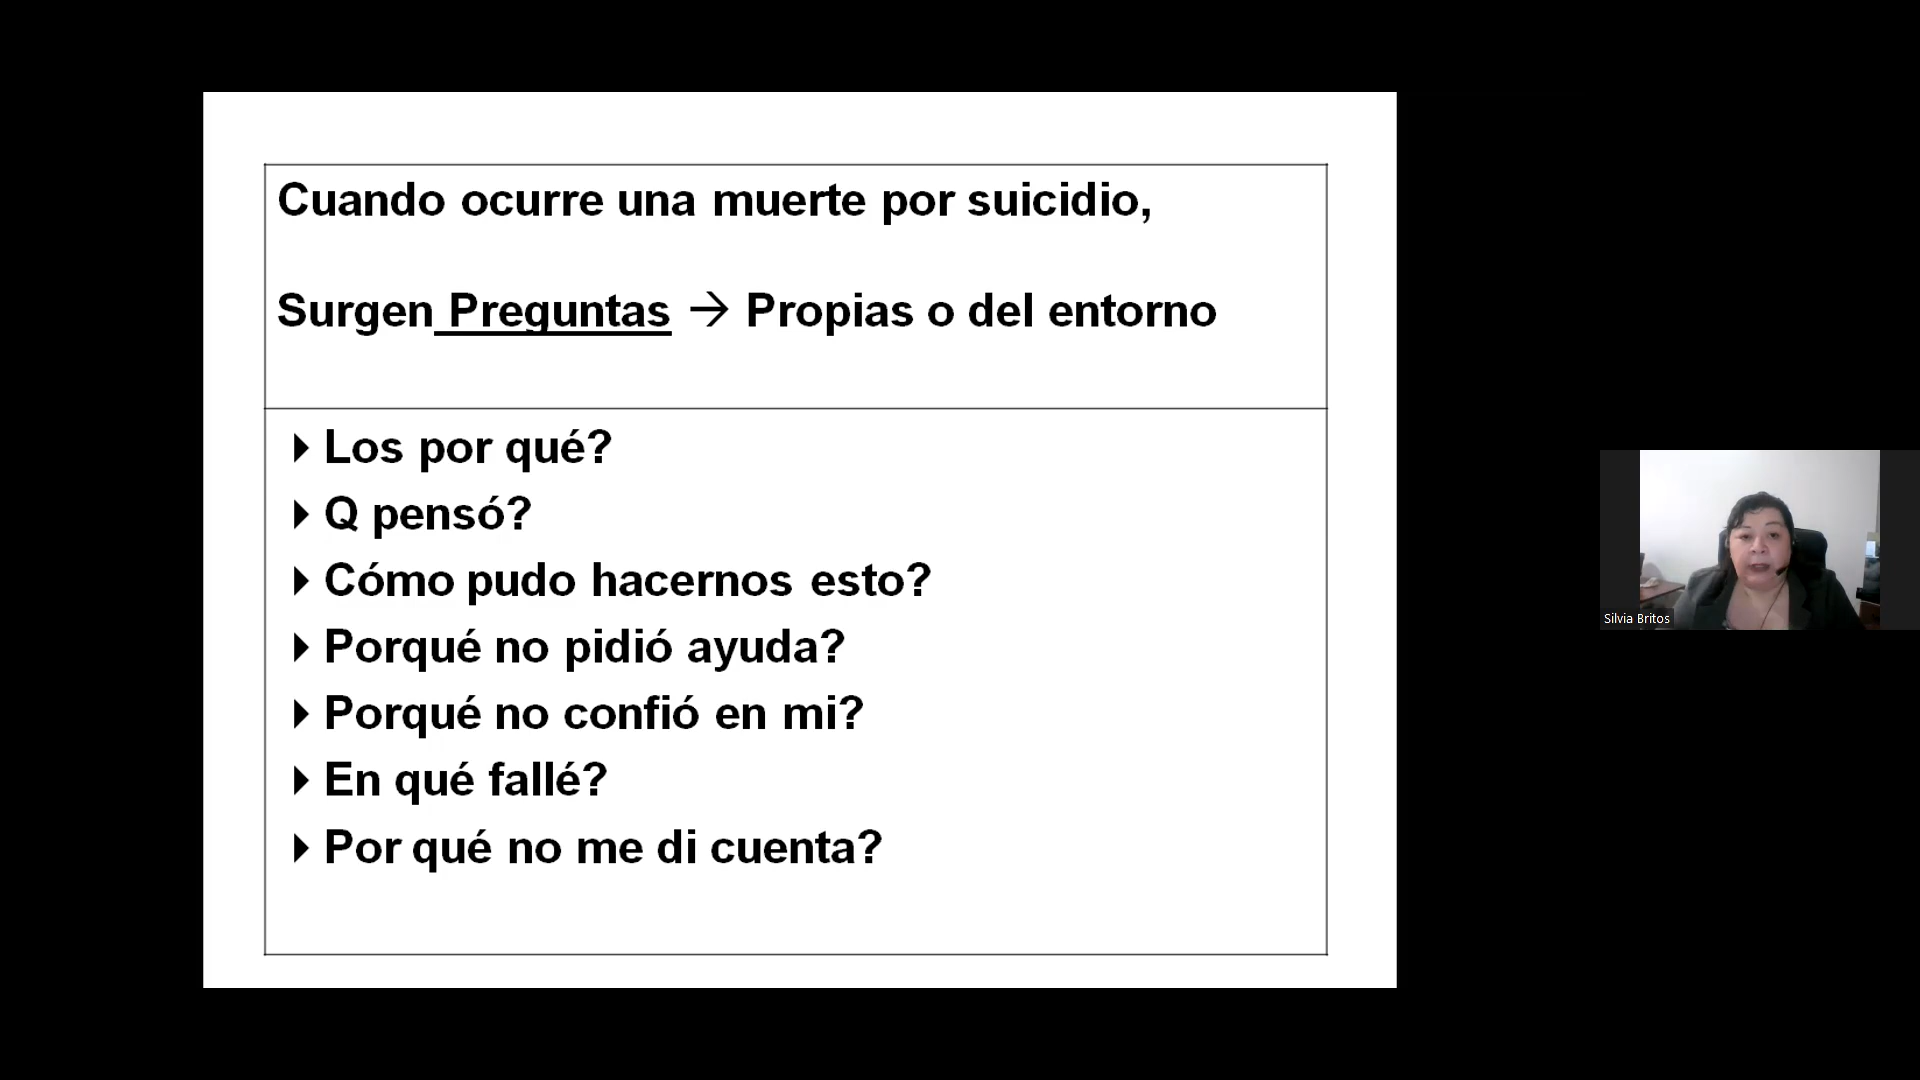 Cuando ocurre una muerte por suicidio,
Surgen Preguntas → Propias o del entorno
Los por qué?
Q pensó?
Cómo pudo hacernos esto?
Porqué no pidió ayuda?
Porqué no confió en mi?
En qué fallé?
Por qué no me di cuenta?
Silvia Britos